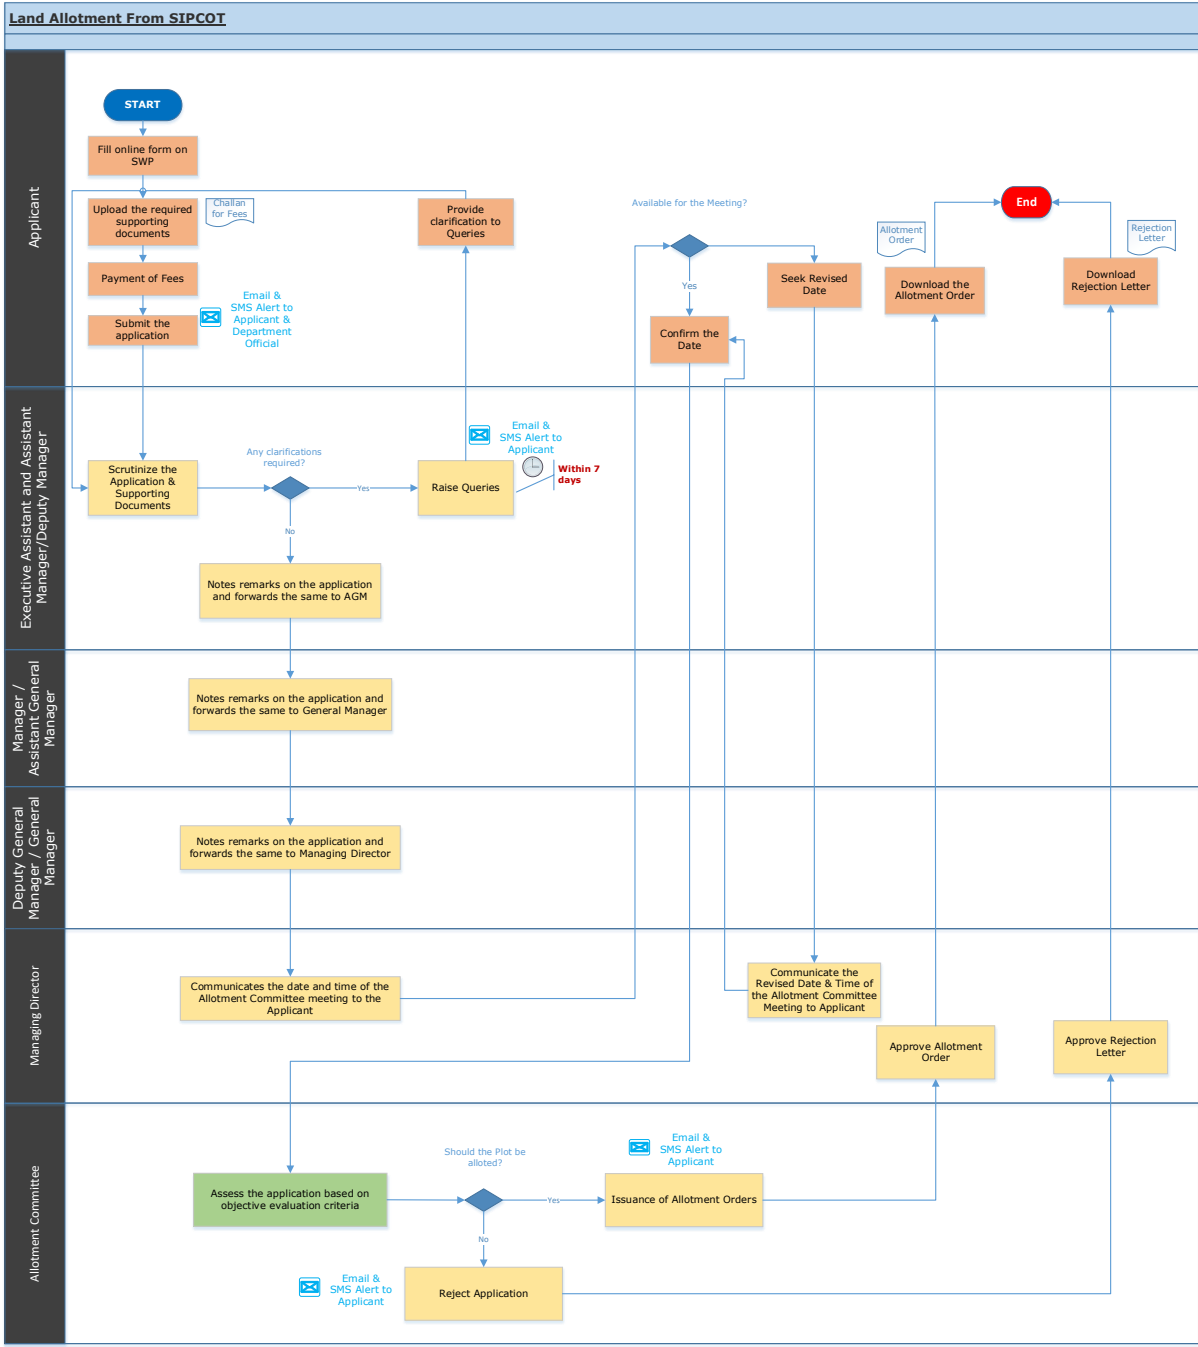 Land Allotment From SIPCOT
Applicant
START
Fill online form on
SWP
Upload the required
supporting
documents
Challan
for Fees
Payment of Fees
Submit the
application
Email &
SMS Alert to
Applicant &
Department
Official
Provide
clarification to
Queries
Available for the Meeting?
Yes
Seek Revised
Date
Confirm the
Date
Allotment
Order
Download the
Allotment Order
End
Rejection
Letter
Download
Rejection Letter
Executive Assistant and Assistant
Manager/Deputy Manager
Scrutinize the
Application &
Supporting
Documents
Any clarifications
required?
Yes
No
Raise Queries
Email &
SMS Alert to
Applicant
Within 7
days
Notes remarks on the application
and forwards the same to AGM
Manager /
Assistant General
Manager
Notes remarks on the application and
forwards the same to General Manager
Deputy General
Manager / General
Manager
Notes remarks on the application and
forwards the same to Managing Director
Managing Director
Communicates the date and time of the
Allotment Committee meeting to the
Applicant
Communicate the
Revised Date & Time of
the Allotment Committee
Meeting to Applicant
Approve Allotment
Order
Approve Rejection
Letter
Allotment Committee
Assess the application based on
objective evaluation criteria
Should the Plot be
alloted?
Yes
No
Email &
SMS Alert to
Applicant
Issuance of Allotment Orders
Email &
SMS Alert to
Applicant
Reject Application